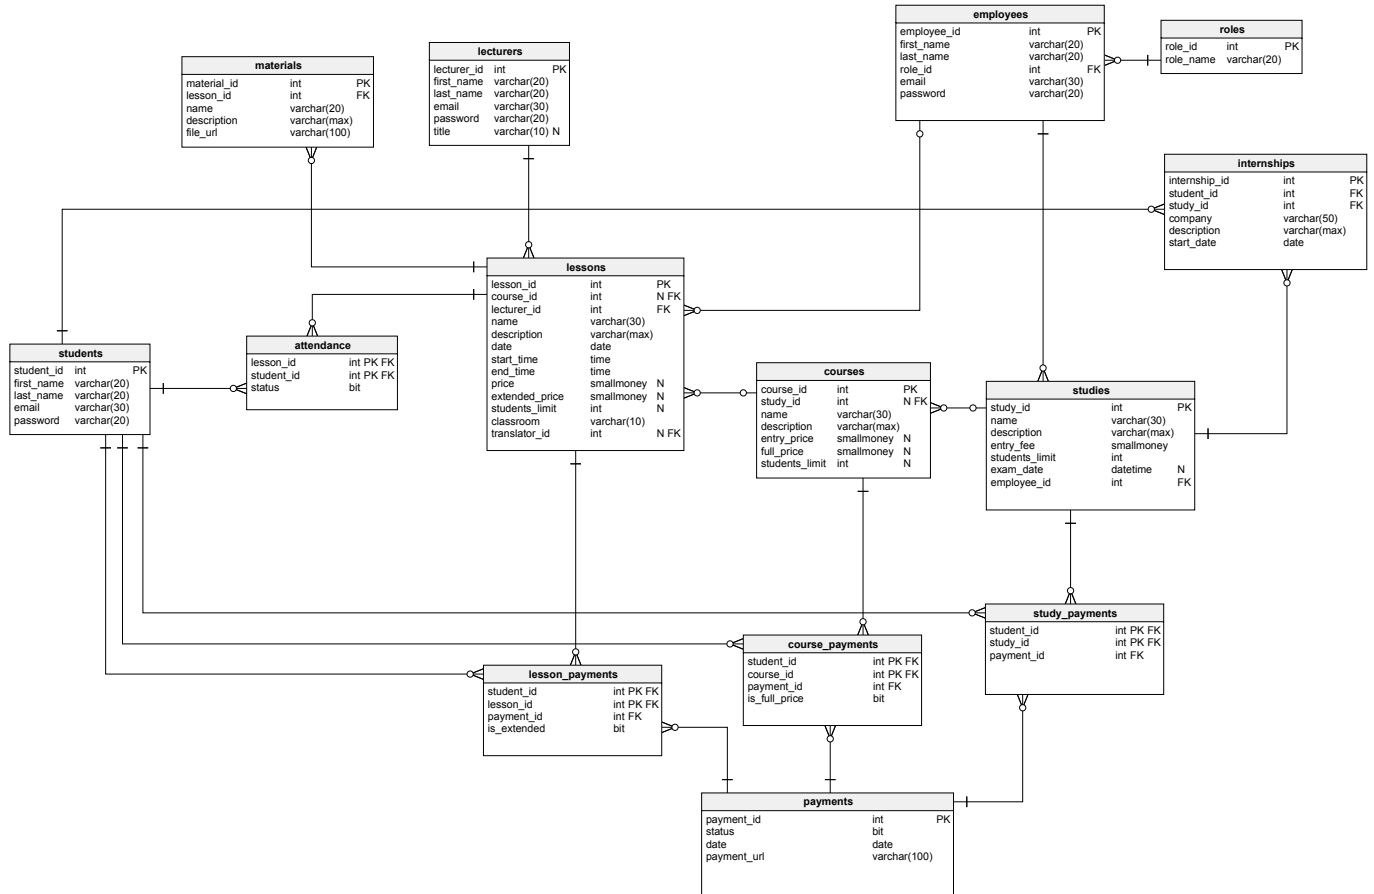 employees
employee_id int PK
first_name varchar(20)
last_name varchar(20)
role_id int FK
email varchar(30)
password varchar(20)
roles
role_id int PK
role_name varchar(20)
lecturers
lecturer_id int PK
first_name varchar(20)
last_name varchar(20)
email varchar(30)
password varchar(20)
title varchar(10) N
materials
material_id int PK
lesson_id int FK
name varchar(20)
description varchar(max)
file_url varchar(100)
internships
internship_id int PK
student_id int FK
study_id int FK
company varchar(50)
description varchar(max)
start_date date
lessons
lesson_id int PK
course_id int N FK
lecturer_id int FK
name varchar(30)
description varchar(max)
date date
start_time time
end_time time
price smallmoney N
extended_price smallmoney N
students_limit int N
classroom varchar(10)
translator_id int N FK
attendance
lesson_id int PK FK
student_id int PK FK
status bit
students
student_id int PK
first_name varchar(20)
last_name varchar(20)
email varchar(30)
password varchar(20)
courses
course_id int PK
study_id int N FK
name varchar(30)
description varchar(max)
entry_price smallmoney N
full_price smallmoney N
students_limit int N
studies
study_id int PK
name varchar(30)
description varchar(max)
entry_fee smallmoney
students_limit int
exam_date datetime N
employee_id int FK
study_payments
student_id int PK FK
study_id int PK FK
payment_id int FK
course_payments
student_id int PK FK
course_id int PK FK
payment_id int FK
is_full_price bit
lesson_payments
student_id int PK FK
lesson_id int PK FK
payment_id int FK
is_extended bit
payments
payment_id int PK
status bit
date date
payment_url varchar(100)